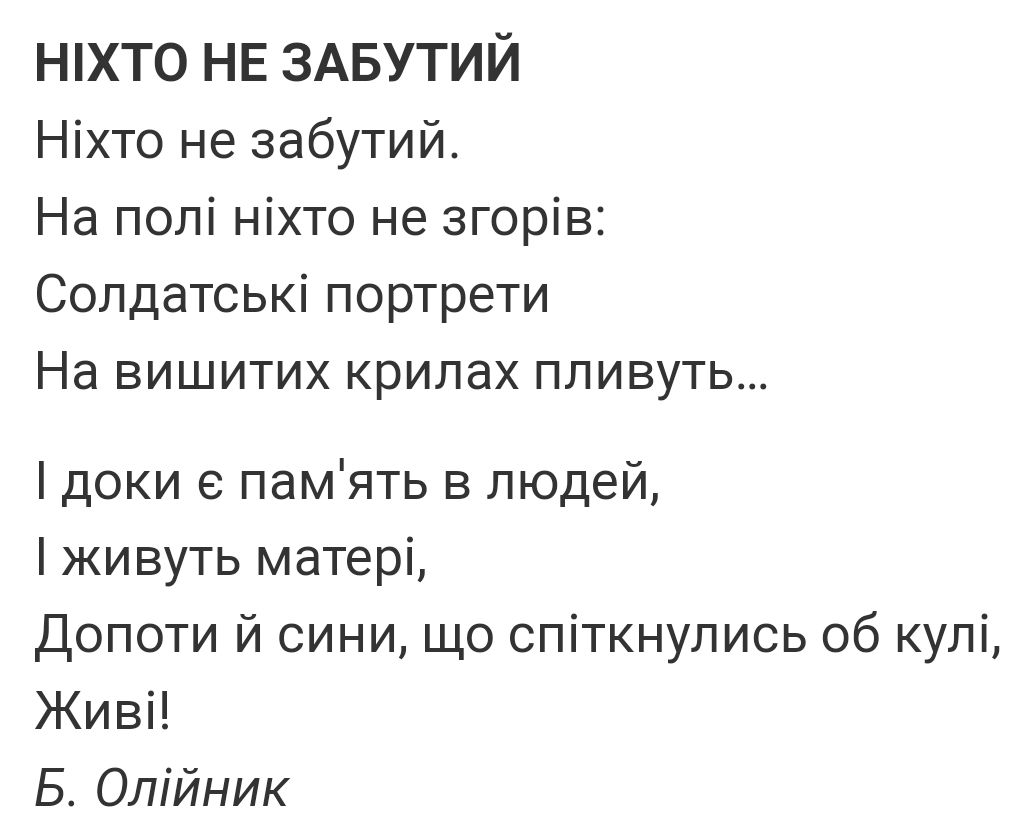 НІХТО НЕ ЗАБУТИЙ
Ніхто не забутий.
На полі ніхто не згорів:
Солдатські портрети
На вишитих крилах пливуть...
І доки є пам'ять в людей,
І живуть матері,
Допоти й сини, що спіткнулись об кулі,
Живі!
Б. Олійник